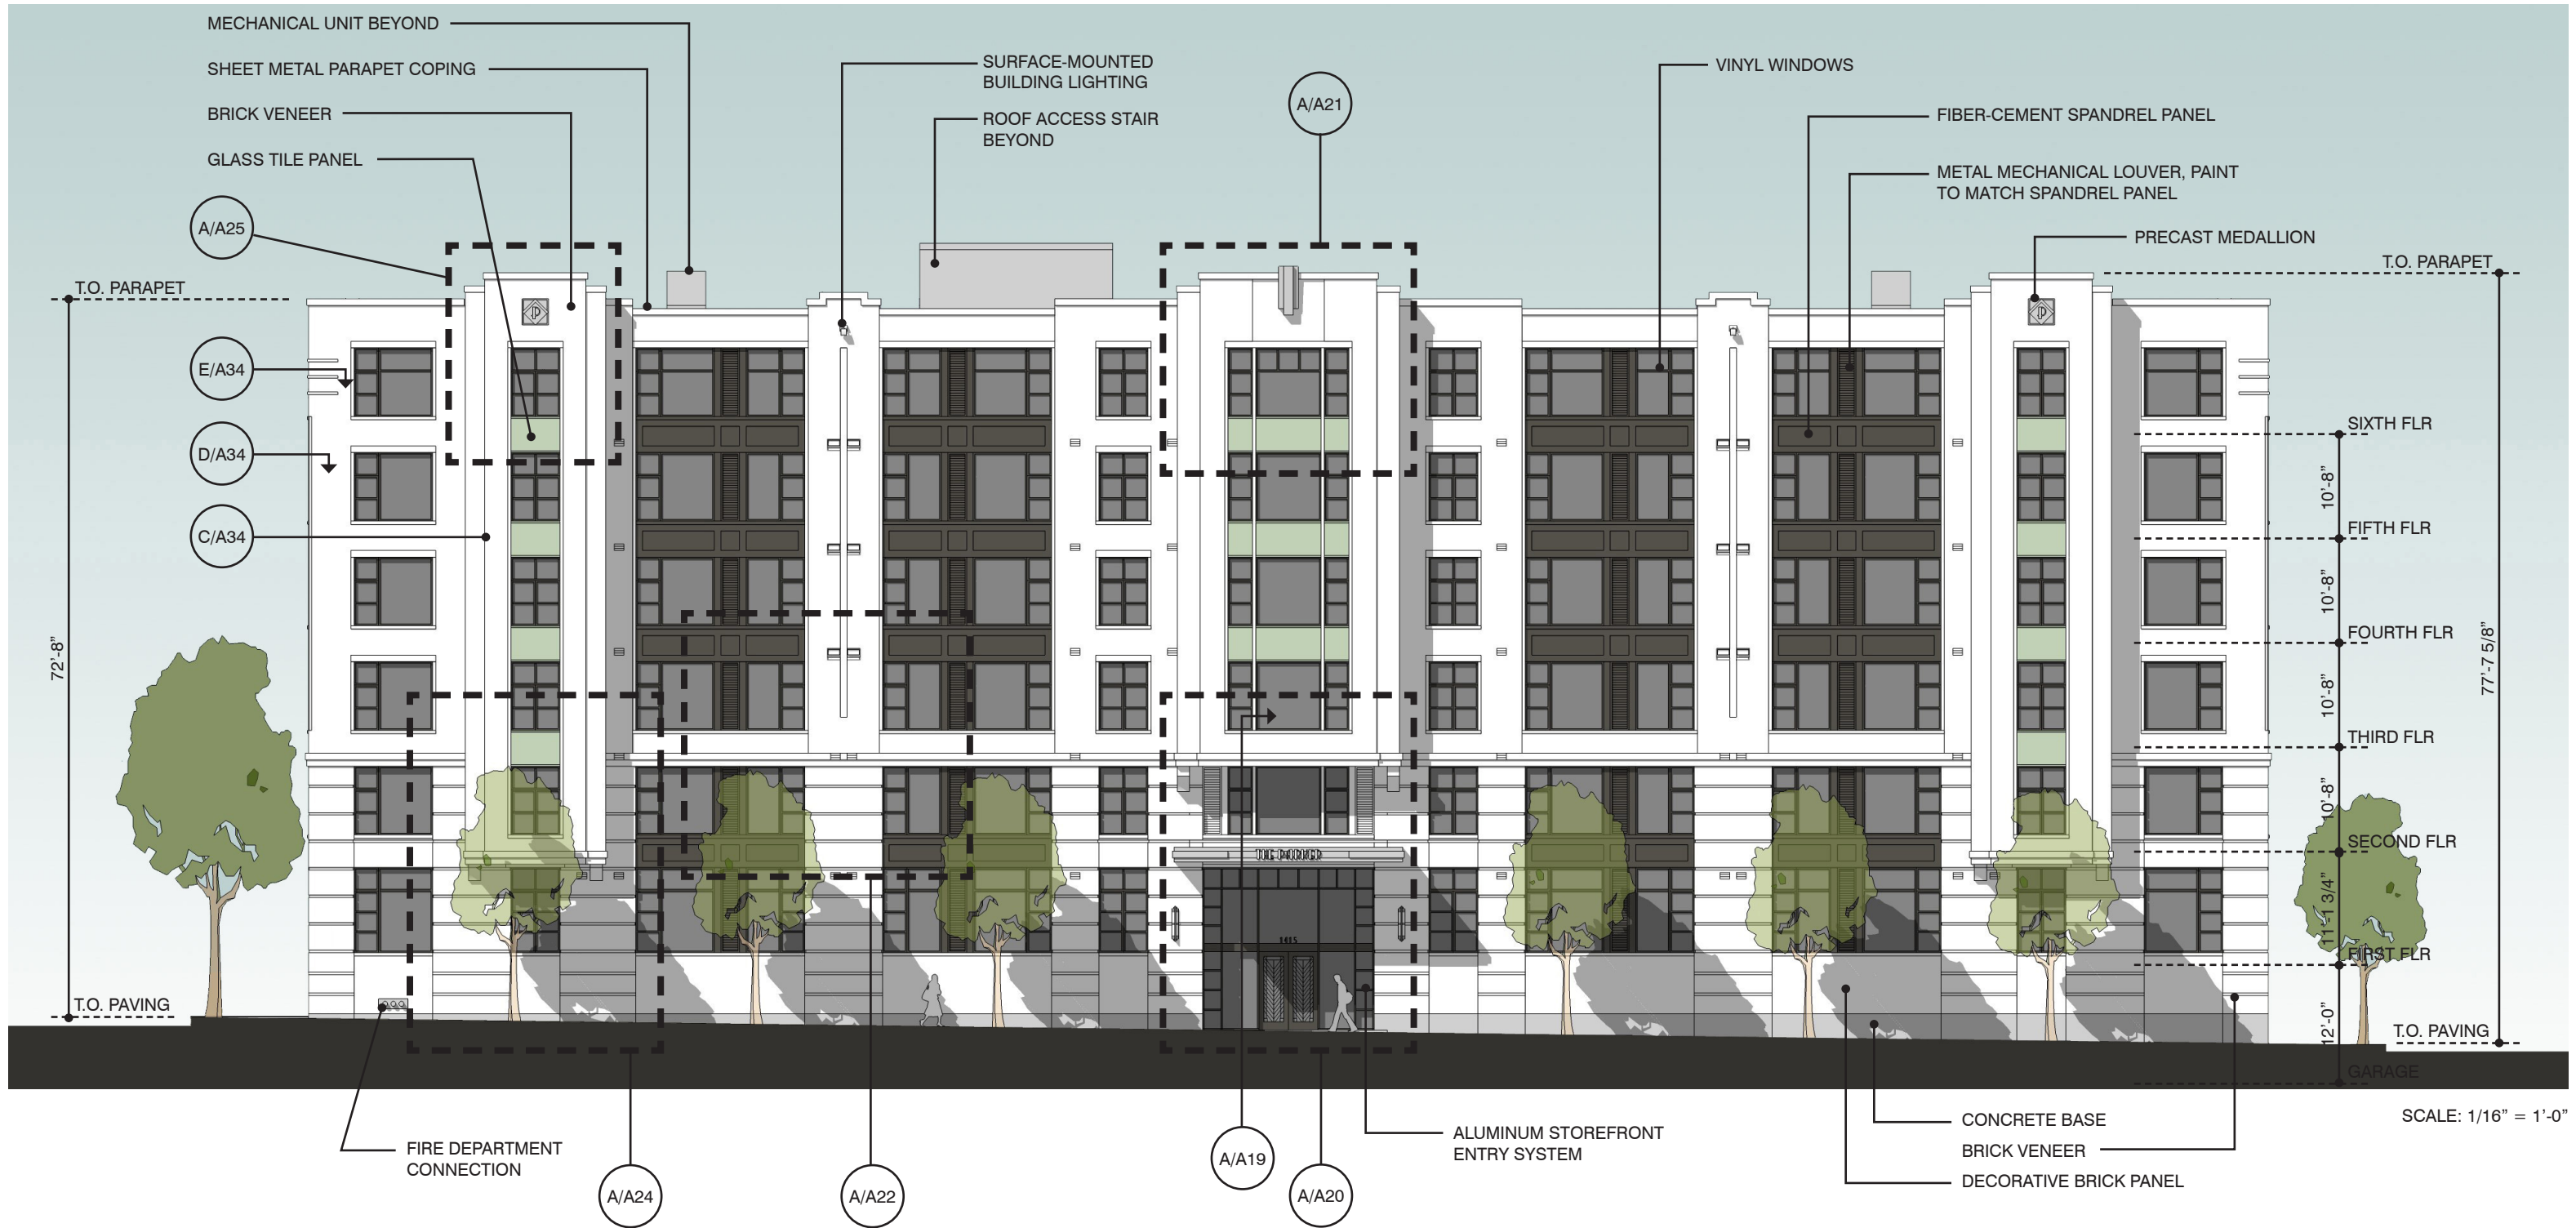 MECHANICAL UNIT BEYOND
SHEET METAL PARAPET COPING
BRICK VENEER
GLASS TILE PANEL
SURFACE-MOUNTED
BUILDING LIGHTING
ROOF ACCESS STAIR
BEYOND
A/A21
VINYL WINDOWS
FIBER-CEMENT SPANDREL PANEL
METAL MECHANICAL LOUVER, PAINT
TO MATCH SPANDREL PANEL
PRECAST MEDALLION
A/A25
T.O. PARAPET
T.O. PARAPET
P
P
E/A34
D/A34
C/A34
72'-8"
77'-7 5/8"
SIXTH FLR
10'-8"
FIFTH FLR
10'-8"
FOURTH FLR
10'-8"
THIRD FLR
10'-8"
SECOND FLR
11'-1 3/4"
FIRST FLR
12'-0"
GARAGE
THE PARKER
1415
T.O. PAVING
T.O. PAVING
FIRE DEPARTMENT
CONNECTION
A/A24
A/A22
A/A19
A/A20
ALUMINUM STOREFRONT
ENTRY SYSTEM
CONCRETE BASE
BRICK VENEER
DECORATIVE BRICK PANEL
SCALE: 1/16" = 1'-0"